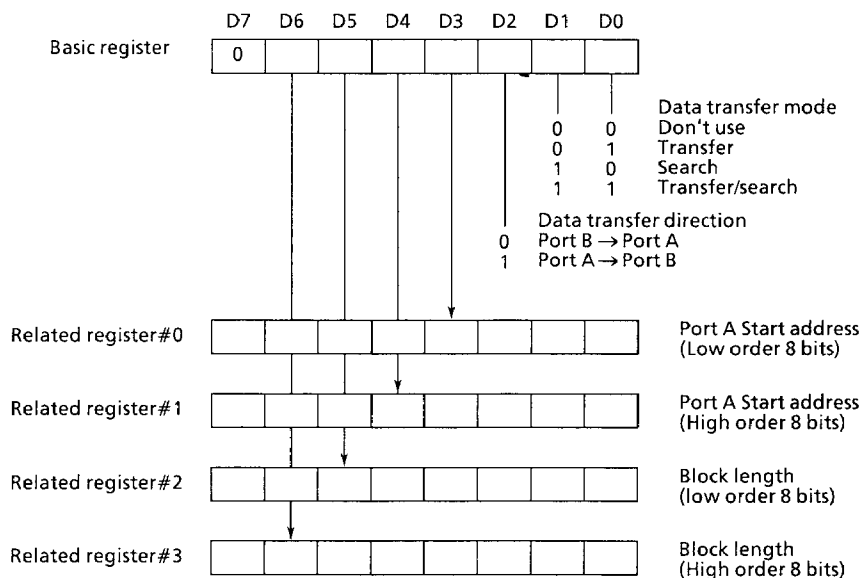 D7 D6 D5 D4 D3 D2 D1 D0
Basic register 0
Data transfer mode
0 0 Don't use
0 1 Transfer
1 0 Search
1 1 Transfer/search
Data transfer direction
0 Port B → Port A
1 Port A → Port B
Related register#0 Port A Start address
(Low order 8 bits)
Related register#1 Port A Start address
(High order 8 bits)
Related register#2 Block length
(low order 8 bits)
Related register#3 Block length
(High order 8 bits)